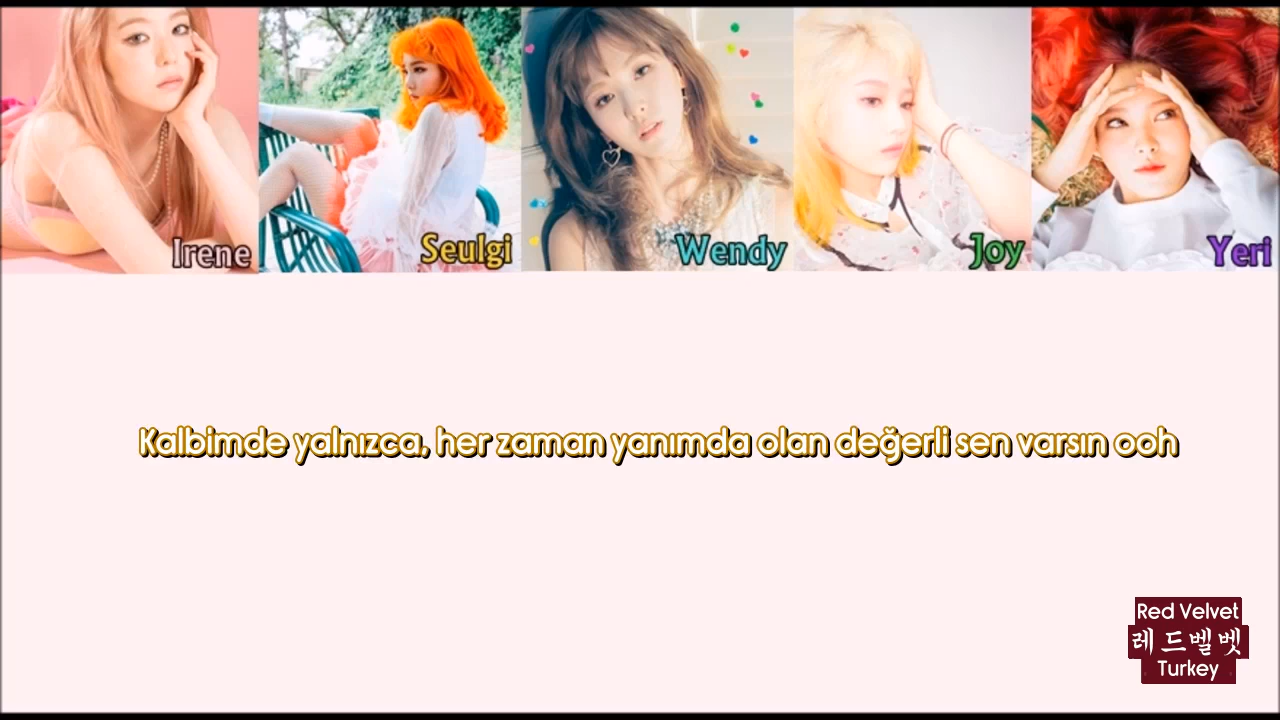 Irene
Seulgi
Wendy
Joy
Yeri
Kalbimde yalnızca, her zaman yanımda olan değerli sen varsın ooh
Red Velvet
레드벨벳
Turkey